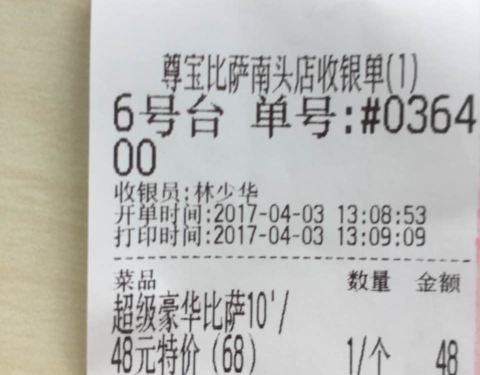 尊宝比萨南头店收银单(1)
6号台 单号:#0364
00
收银员:林少华
开单时间:2017-04-03 13:08:53
打印时间:2017-04-03 13:09:09
菜品 数量 金额
超级豪华比萨10'/
48元特价(68) 1/个 48